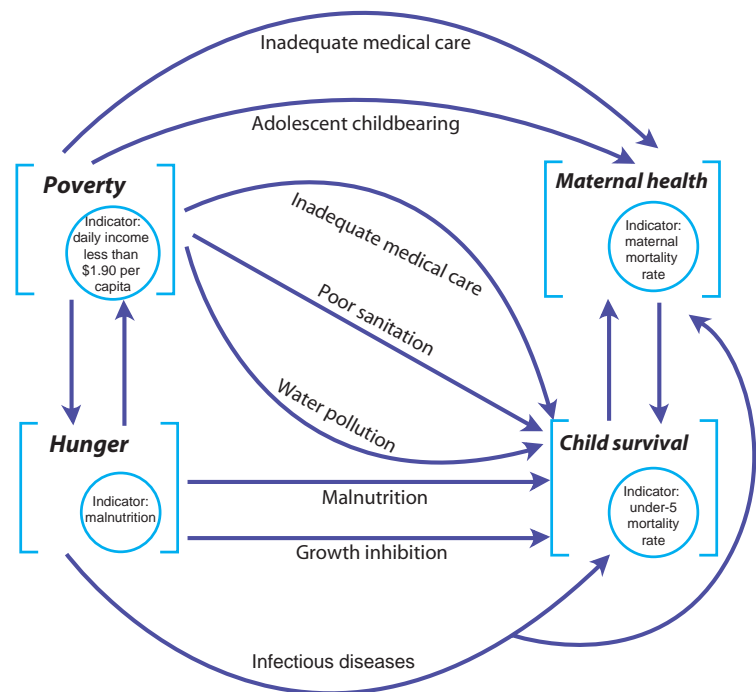 Inadequate medical care
Adolescent childbearing
Poverty
Indicator:
daily income
less than
$1.90 per
capita
Maternal health
Indicator:
maternal
mortality
rate
Inadequate medical care
Poor sanitation
Water pollution
Hunger
Indicator:
malnutrition
Child survival
Indicator:
under-5
mortality
rate
Malnutrition
Growth inhibition
Infectious diseases